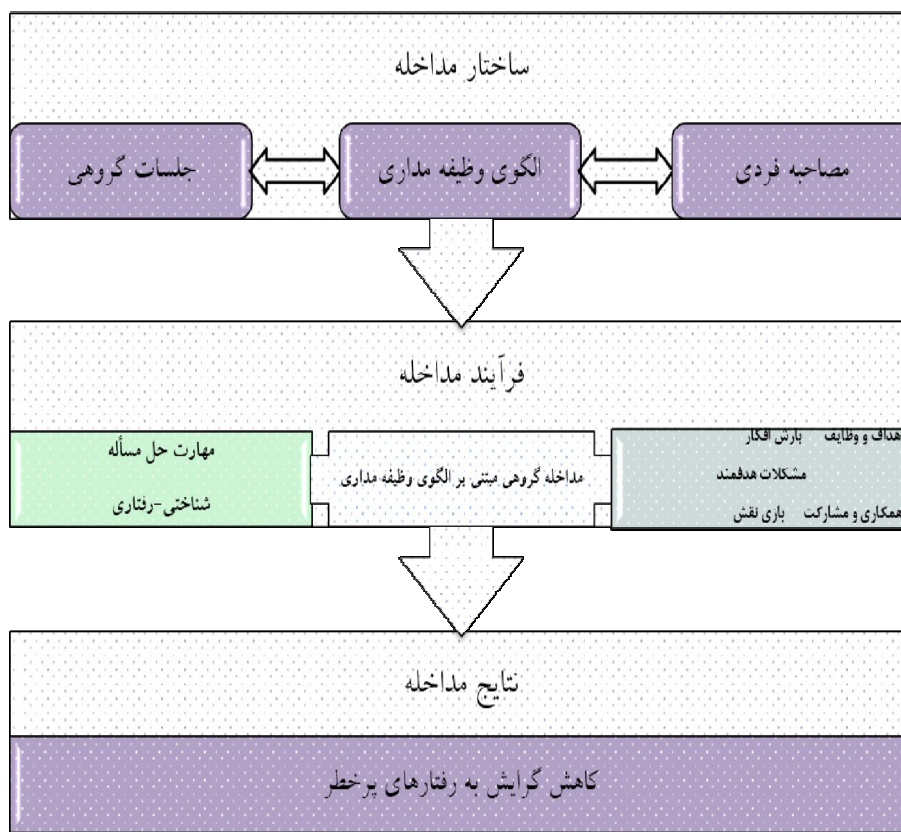 ساختار مداخله
مصاحبه فردی
الگوی وظیفه مداری
جلسات گروهی
فرآیند مداخله
هداف و وظایف بارش افکار
مشکلات هدفمند
همکاری و مشارکت بازی نقش
مداخله گروهی مبتنی بر الگوی وظیفه مداری
مهارت حل مسأله
شناختی-رفتاری
نتایج مداخله
کاهش گرایش به رفتارهای پرخطر